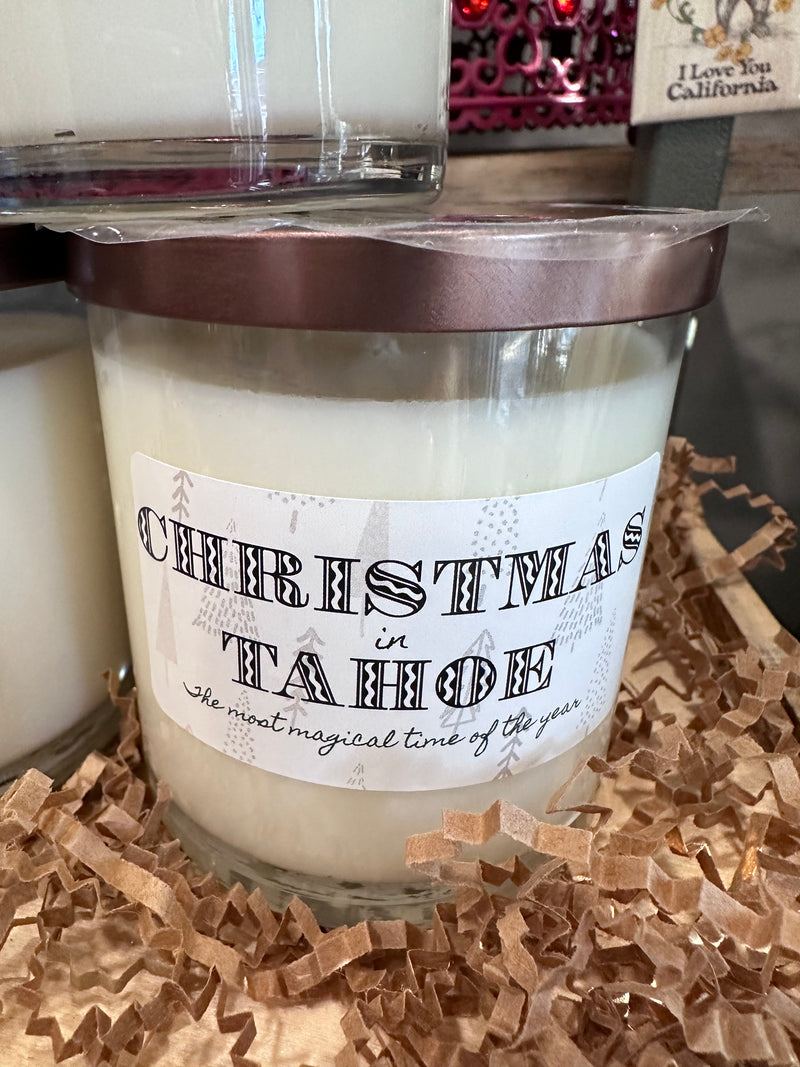 I Love You
California
CHRISTMAS
in
TAHOE
The most magical time of the year